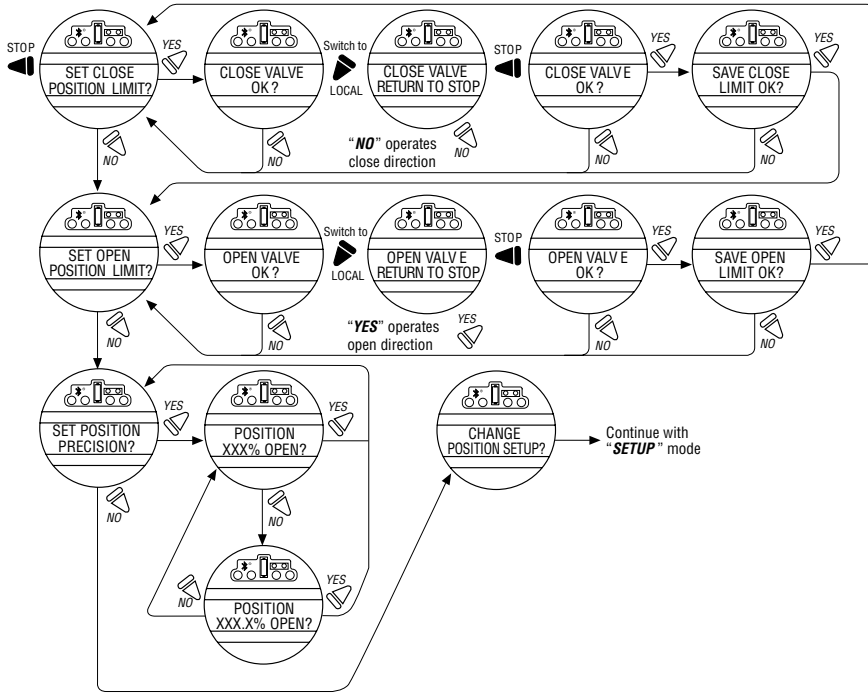 STOP
SET CLOSE
POSITION LIMIT?
YES
NO
CLOSE VALVE
OK ?
NO
Switch to
LOCAL
CLOSE VALVE
RETURN TO STOP
NO
"NO" operates
close direction
STOP
CLOSE VALV E
OK ?
YES
NO
SAVE CLOSE
LIMIT OK?
YES
NO
SET OPEN
POSITION LIMIT?
YES
NO
OPEN VALVE
OK ?
NO
Switch to
LOCAL
OPEN VALV E
RETURN TO STOP
"YES" operates
open direction
YES
STOP
OPEN VALV E
OK ?
YES
NO
SAVE OPEN
LIMIT OK?
YES
NO
SET POSITION
PRECISION?
YES
NO
POSITION
XXX% OPEN?
YES
NO
POSITION
XXX.X% OPEN?
YES
NO
CHANGE
POSITION SETUP?
Continue with
"SETUP " mode